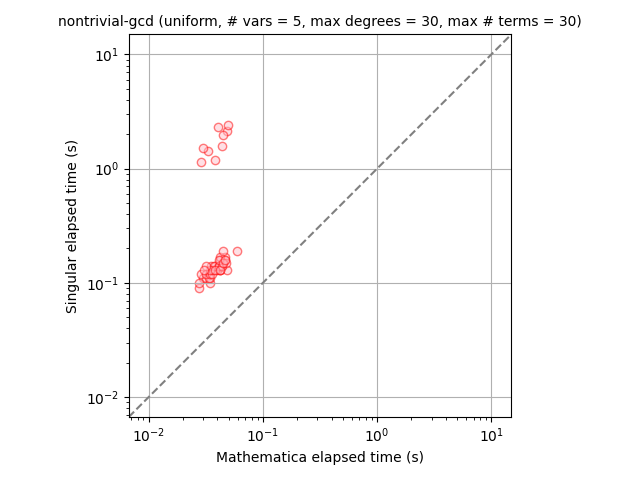 nontrivial-gcd (uniform, # vars = 5, max degrees = 30, max # terms = 30)
10¹
10⁰
10⁻¹
10⁻²
Singular elapsed time (s)
10⁻² 10⁻¹ 10⁰ 10¹
Mathematica elapsed time (s)